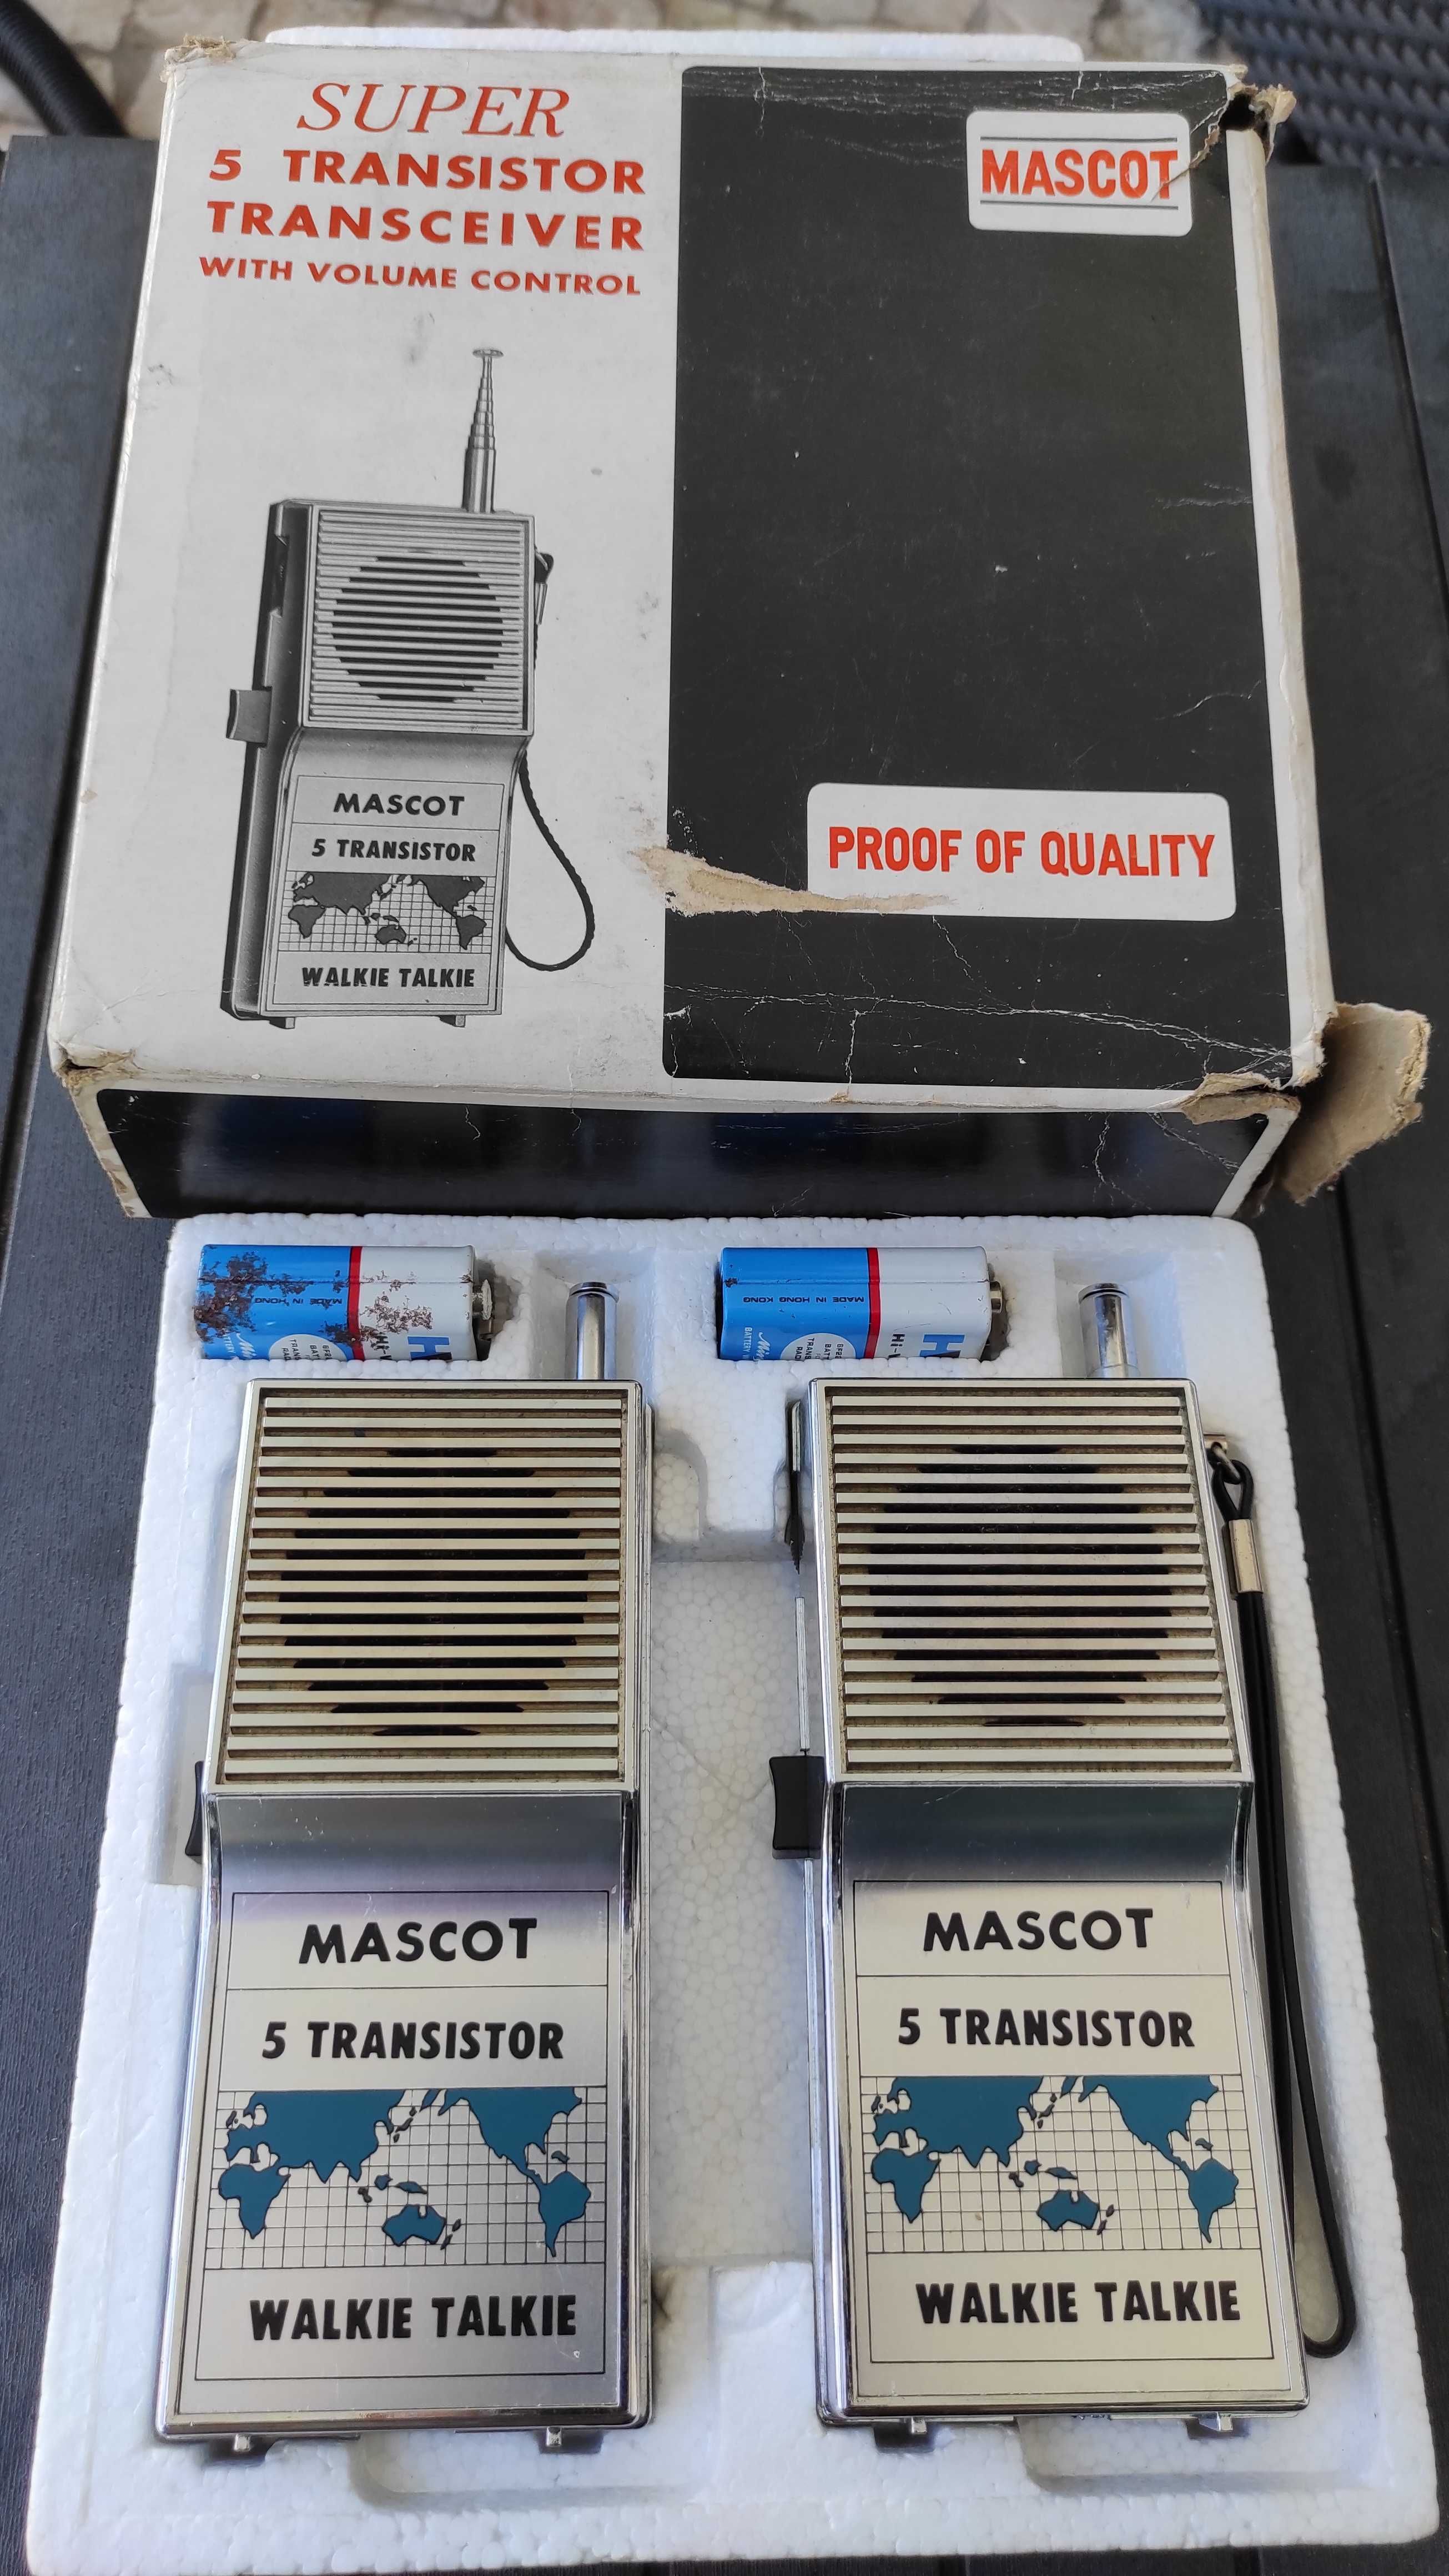 SUPER
5 TRANSISTOR
TRANSCEIVER
WITH VOLUME CONTROL
MASCOT
PROOF OF QUALITY
MASCOT
5 TRANSISTOR
WALKIE TALKIE
MADE IN HONG KONG
MADE IN HONG KONG
MASCOT
5 TRANSISTOR
WALKIE TALKIE
MASCOT
5 TRANSISTOR
WALKIE TALKIE